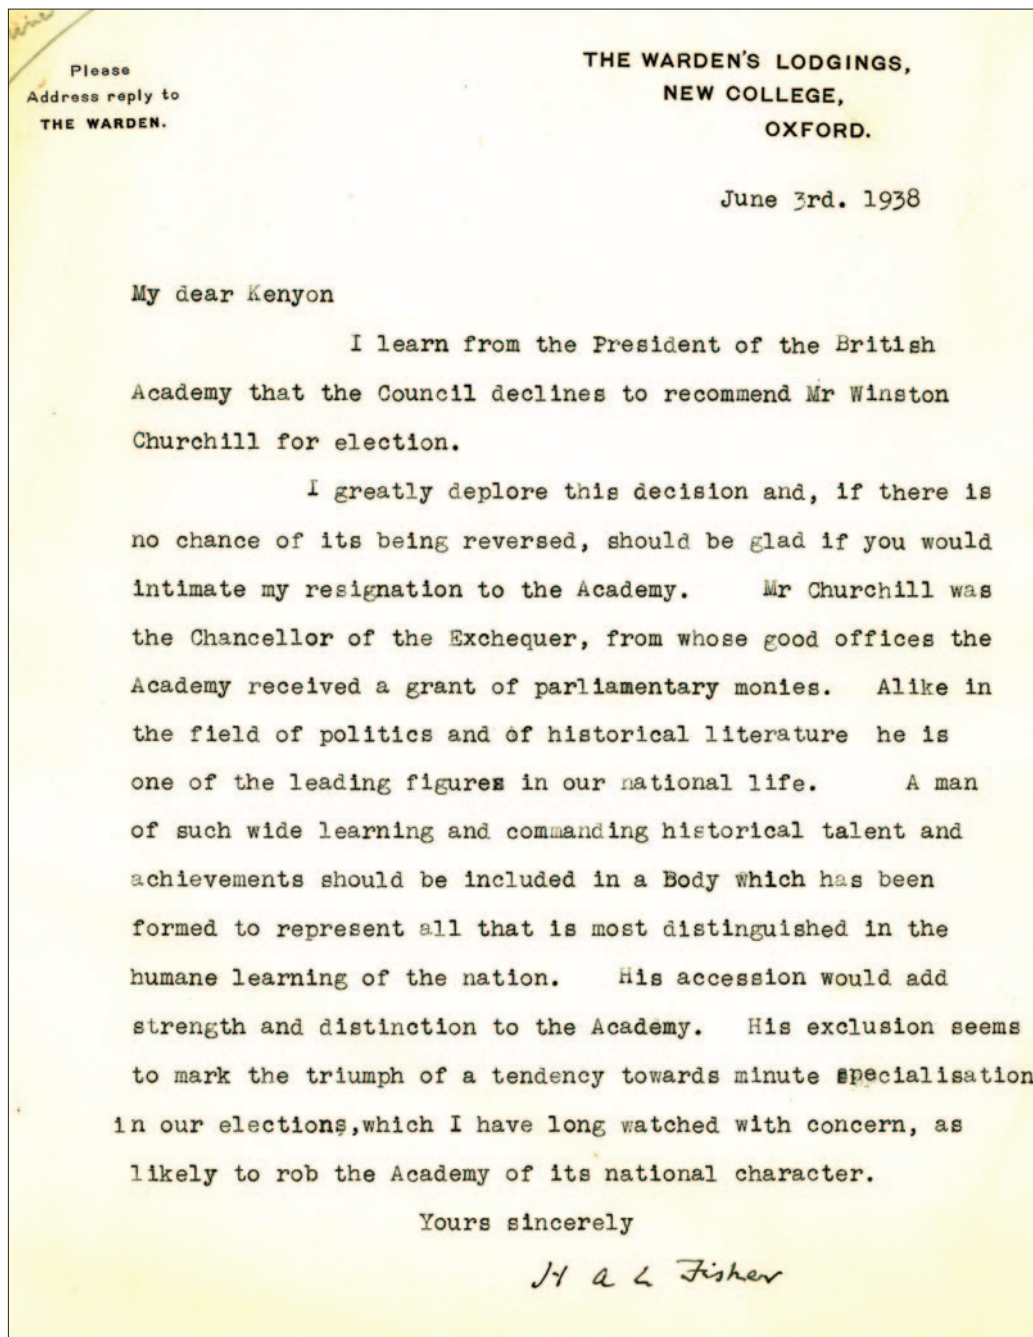 Please
Address reply to
THE WARDEN.
THE WARDEN'S LODGINGS,
NEW COLLEGE,
OXFORD.
June 3rd. 1938
My dear Kenyon
I learn from the President of the British
Academy that the Council declines to recommend Mr Winston
Churchill for election.
I greatly deplore this decision and, if there is
no chance of its being reversed, should be glad if you would
intimate my resignation to the Academy. Mr Churchill was
the Chancellor of the Exchequer, from whose good offices the
Academy received a grant of parliamentary monies. Alike in
the field of politics and of historical literature he is
one of the leading figures in our national life. A man
of such wide learning and commanding historical talent and
achievements should be included in a Body which has been
formed to represent all that is most distinguished in the
humane learning of the nation. His accession would add
strength and distinction to the Academy. His exclusion seems
to mark the triumph of a tendency towards minute specialisation
in our elections,which I have long watched with concern, as
likely to rob the Academy of its national character.
Yours sincerely
H A L Fisher